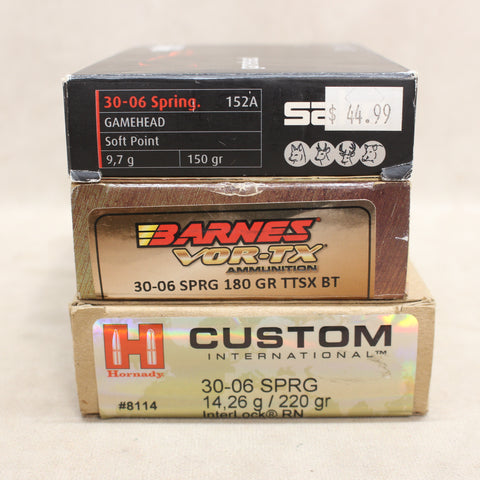 30-06 Spring. 152A
GAMEHEAD
Soft Point
9,7 g 150 gr
$ 44.99
BARNES
VOR-TX
AMMUNITION
30-06 SPRG 180 GR TTSX BT
H
Hornady
CUSTOM
INTERNATIONAL™
30-06 SPRG
#8114
14,26 g / 220 gr
InterLock® RN